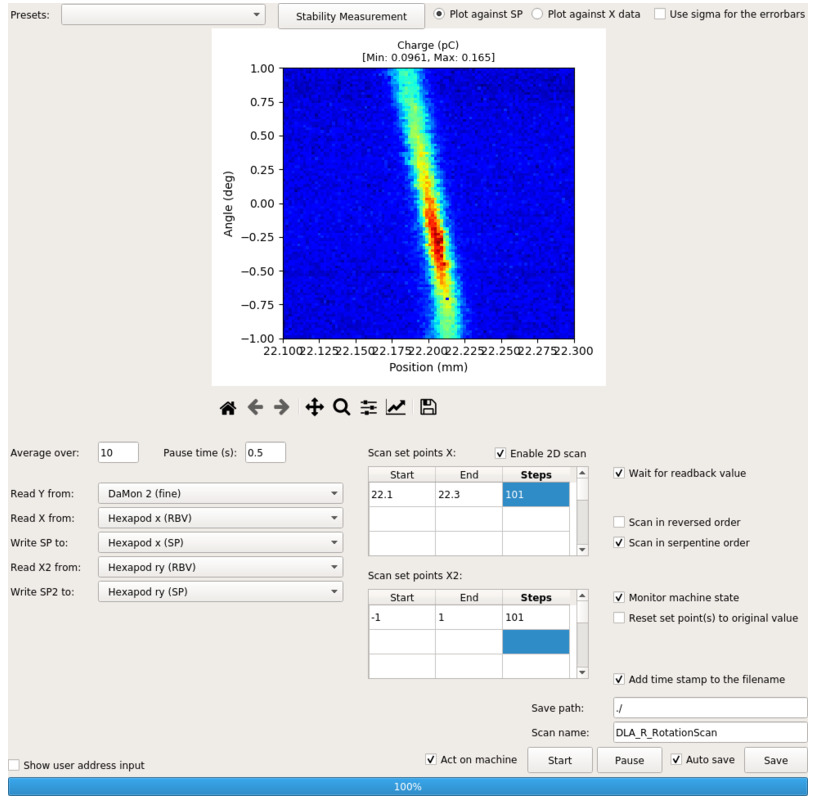 Presets: Stability Measurement Plot against SP Plot against X data Use sigma for the errorbars
Charge (pC)
[Min: 0.0961, Max: 0.165]
1.00
0.75
0.50
0.25
0.00
−0.25
−0.50
−0.75
−1.00
Angle (deg)
22.100 22.125 22.150 22.175 22.200 22.225 22.250 22.275 22.300
Position (mm)
Average over: 10 Pause time (s): 0.5
Read Y from: DaMon 2 (fine)
Read X from: Hexapod x (RBV)
Write SP to: Hexapod x (SP)
Read X2 from: Hexapod ry (RBV)
Write SP2 to: Hexapod ry (SP)
Scan set points X: Enable 2D scan
Start End Steps
22.1 22.3 101
Scan set points X2:
Start End Steps
-1 1 101
Wait for readback value
Scan in reversed order
Scan in serpentine order
Monitor machine state
Reset set point(s) to original value
Add time stamp to the filename
Save path: ./
Scan name: DLA_R_RotationScan
Show user address input Act on machine Start Pause Auto save Save
100%